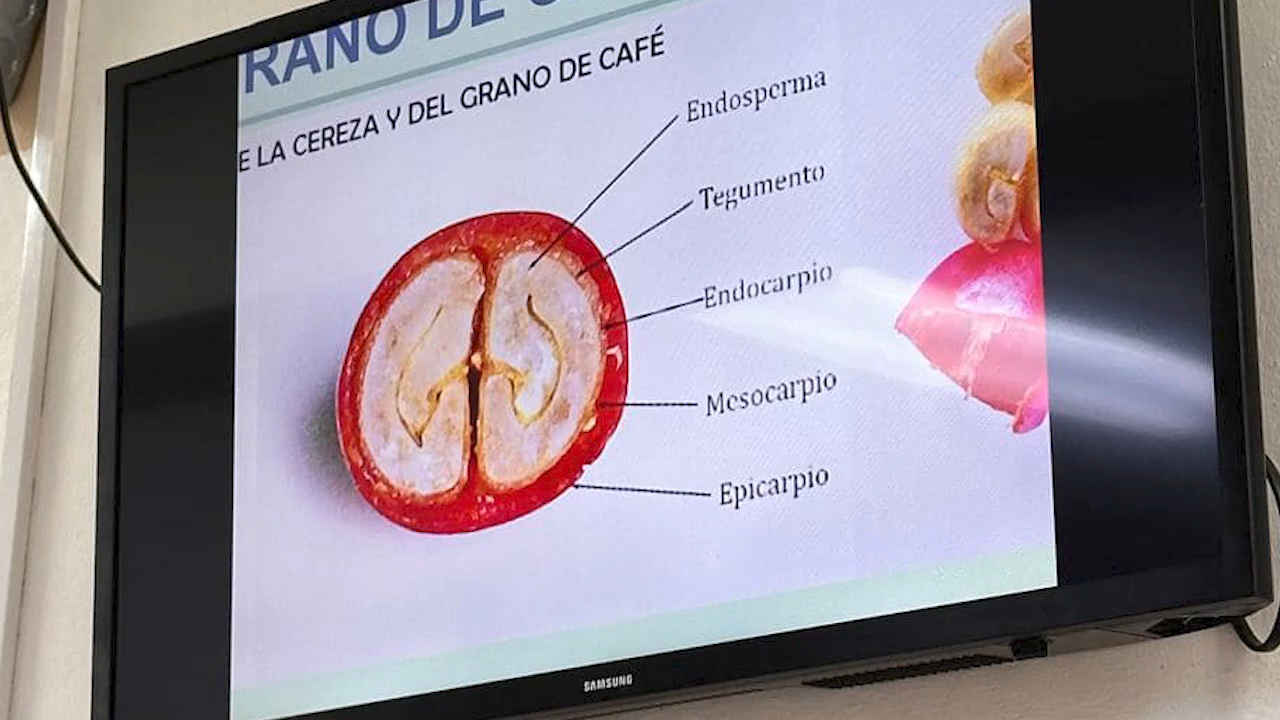 RANO DE
E LA CEREZA Y DEL GRANO DE CAFÉ
Endosperma
Tegumento
Endocarpio
Mesocarpio
Epicarpio
SAMSUNG